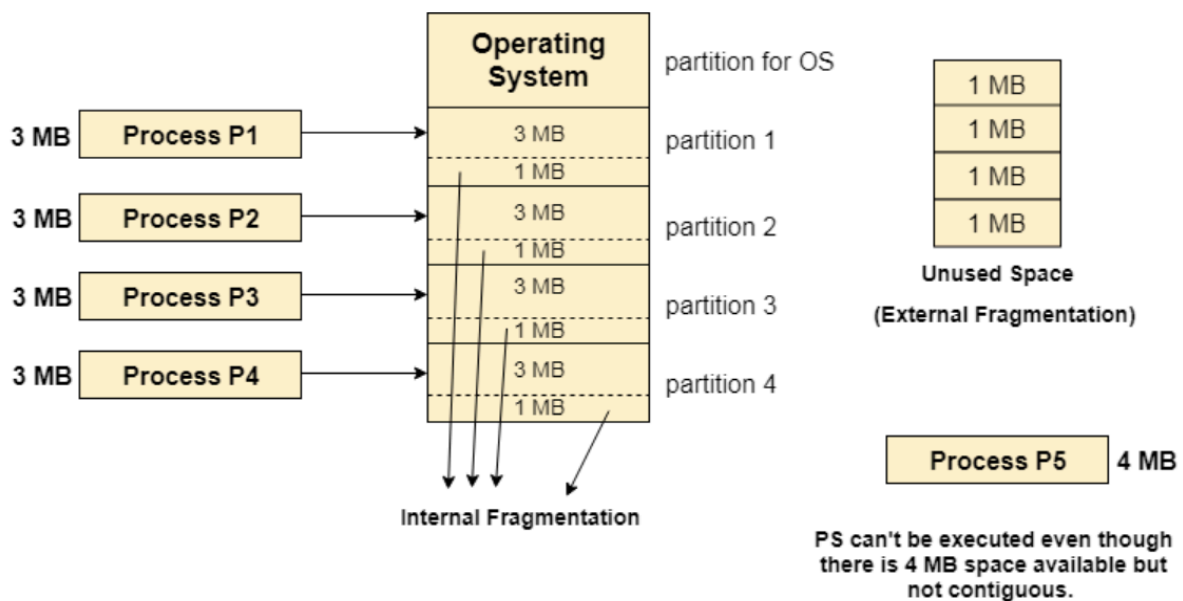 Operating
System
partition for OS
3 MB
Process P1
3 MB
1 MB
partition 1
3 MB
Process P2
3 MB
1 MB
partition 2
3 MB
Process P3
3 MB
1 MB
partition 3
3 MB
Process P4
3 MB
1 MB
partition 4
Internal Fragmentation
1 MB
1 MB
1 MB
1 MB
Unused Space
(External Fragmentation)
Process P5
4 MB
PS can't be executed even though
there is 4 MB space available but
not contiguous.